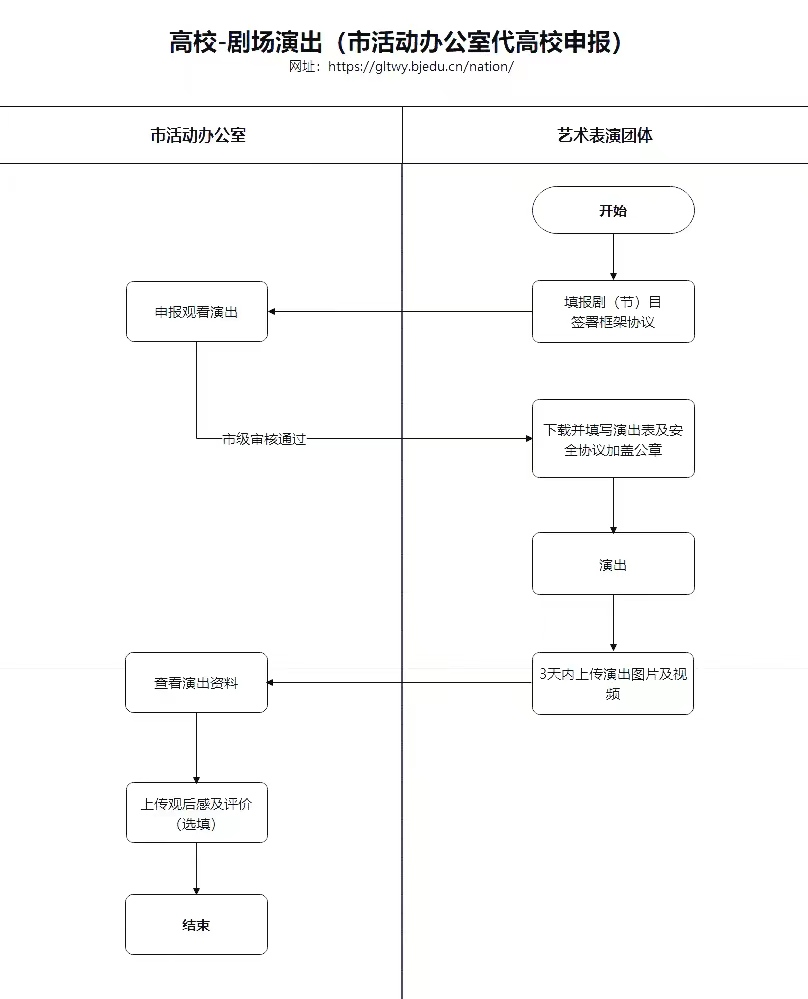 高校-剧场演出（市活动办公室代高校申报）
网址：https://gltwy.bjedu.cn/nation/
市活动办公室
艺术表演团体
开始
填报剧（节）目
签署框架协议
申报观看演出
市级审核通过
下载并填写演出表及安
全协议加盖公章
演出
3天内上传演出图片及视
频
查看演出资料
上传观后感及评价
（选填）
结束